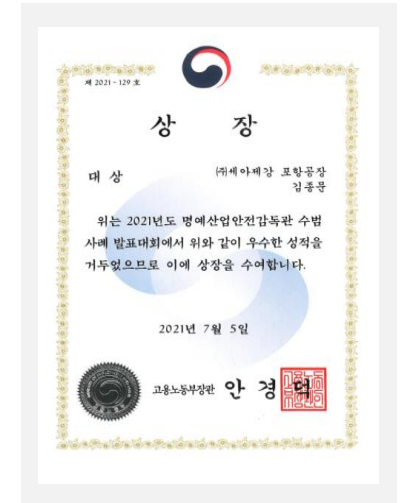 제 2021 - 129 호
상 장
대 상
(주)세아제강 포항공장
김종문
위는 2021년도 명예산업안전감독관 수범
사례 발표대회에서 위와 같이 우수한 성적을
거두었으므로 이에 상장을 수여합니다.
2021년 7월 5일
고용노동부장관 안 경 덕